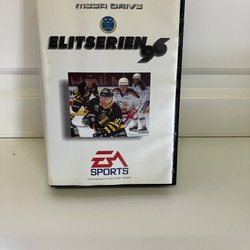 MEGA DRIVE
ELITSERIEN 96
EA
SPORTS